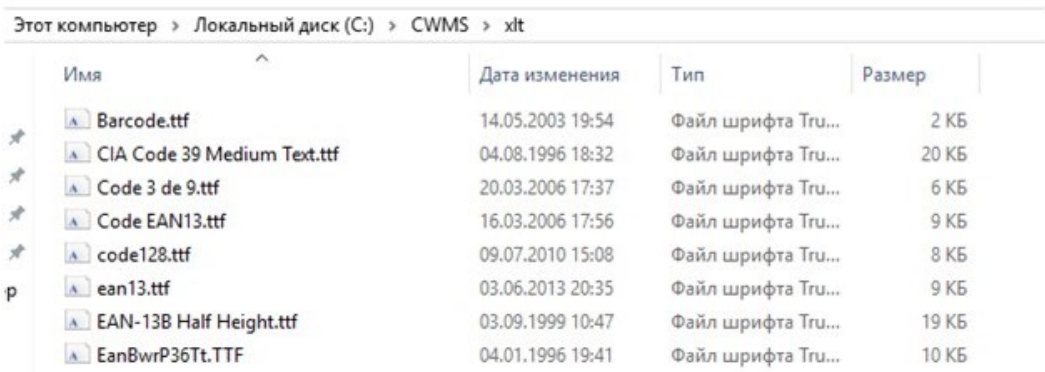 Этот компьютер > Локальный диск (C:) > CWMS > xlt
Имя Дата изменения Тип Размер
Barcode.ttf 14.05.2003 19:54 Файл шрифта Tru... 2 КБ
CIA Code 39 Medium Text.ttf 04.08.1996 18:32 Файл шрифта Tru... 20 КБ
Code 3 de 9.ttf 20.03.2006 17:37 Файл шрифта Tru... 6 КБ
Code EAN13.ttf 16.03.2006 17:56 Файл шрифта Tru... 9 КБ
code128.ttf 09.07.2010 15:08 Файл шрифта Tru... 8 КБ
р ean13.ttf 03.06.2013 20:35 Файл шрифта Tru... 9 КБ
EAN-13B Half Height.ttf 03.09.1999 10:47 Файл шрифта Tru... 19 КБ
EanBwrP36Tt.TTF 04.01.1996 19:41 Файл шрифта Tru... 10 КБ